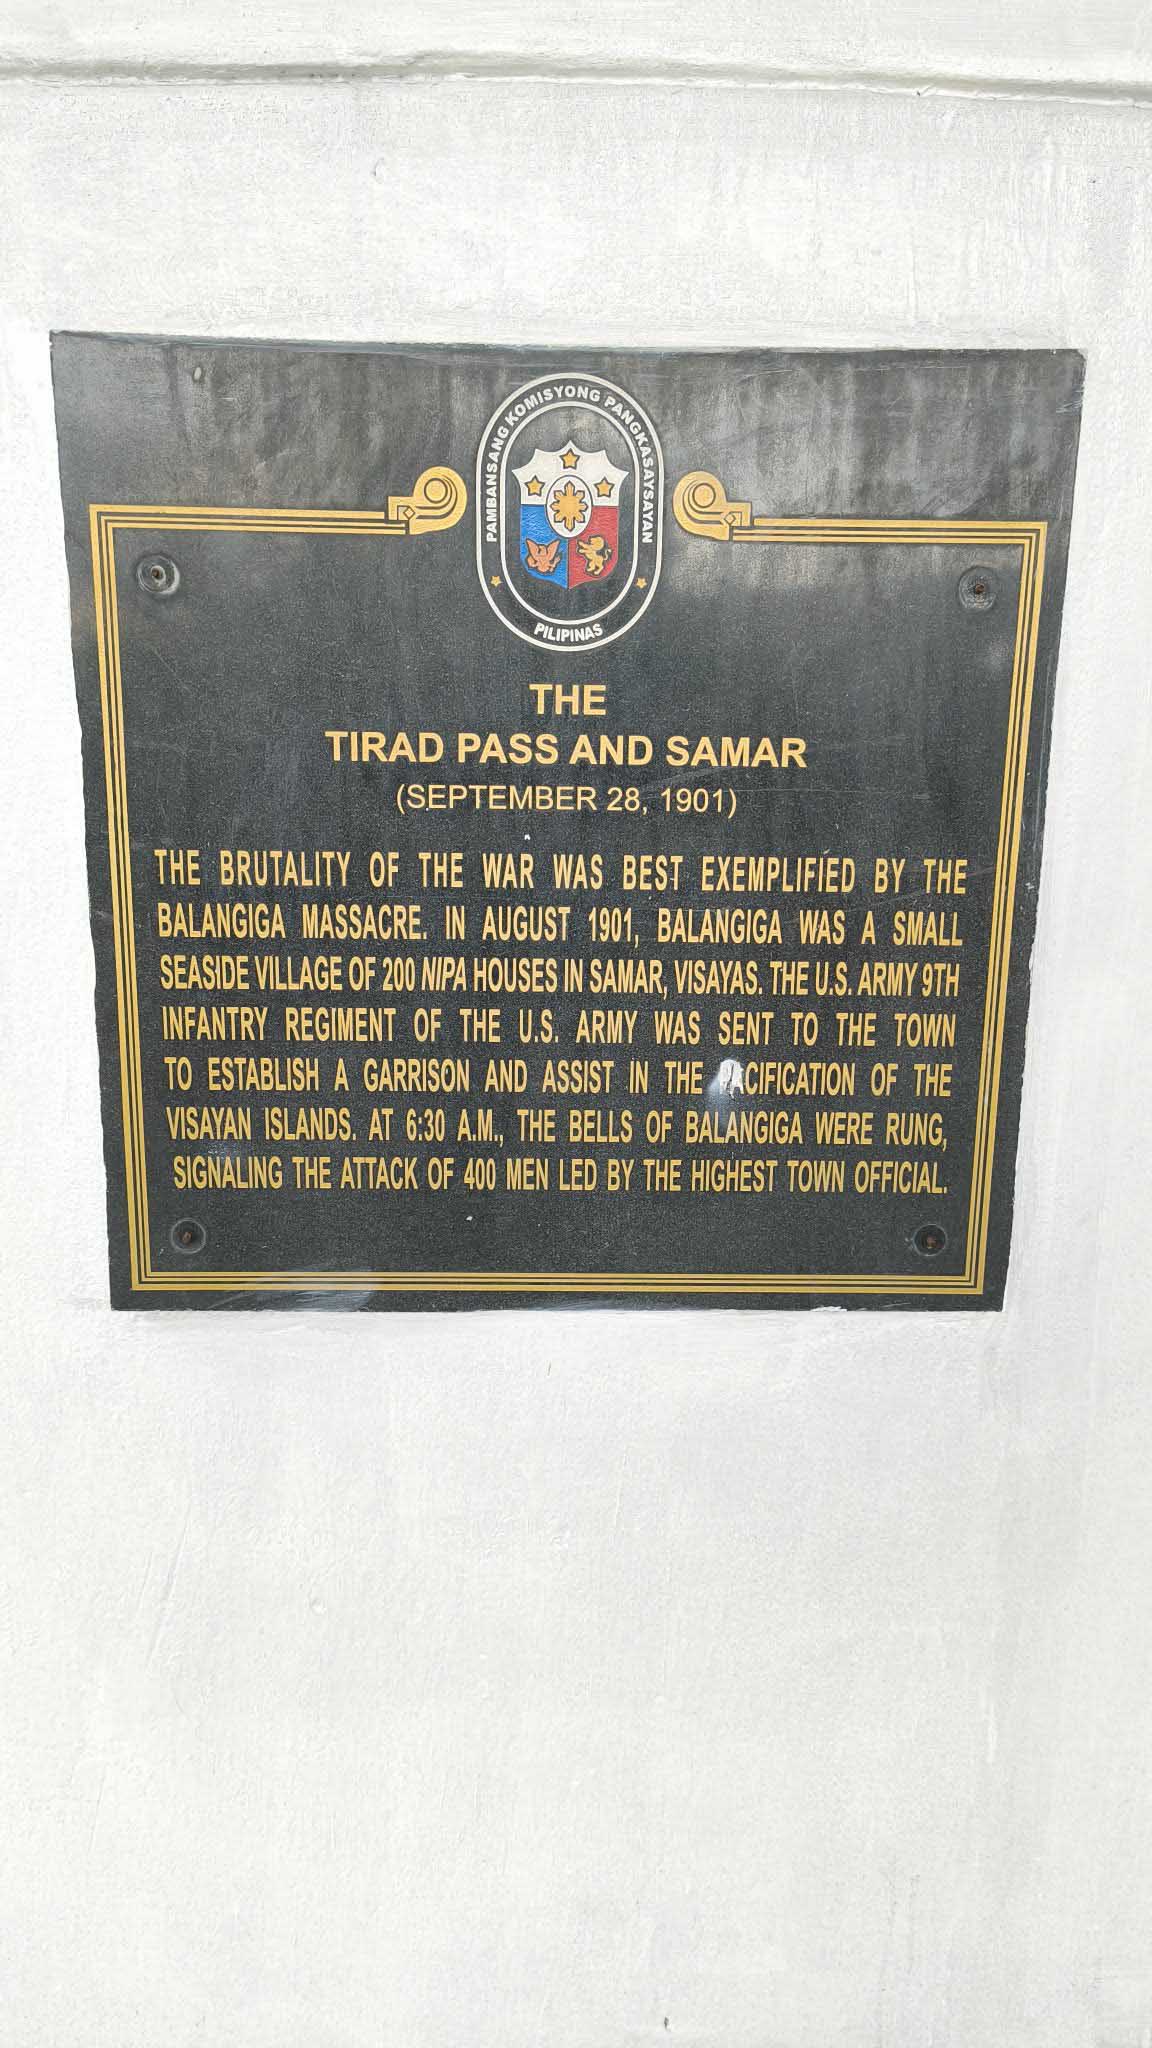 PAMBANSANG KOMISYONG PANGKASAYSAYAN
PILIPINAS
THE
TIRAD PASS AND SAMAR
(SEPTEMBER 28, 1901)
THE BRUTALITY OF THE WAR WAS BEST EXEMPLIFIED BY THE
BALANGIGA MASSACRE. IN AUGUST 1901, BALANGIGA WAS A SMALL
SEASIDE VILLAGE OF 200 NIPA HOUSES IN SAMAR, VISAYAS. THE U.S. ARMY 9TH
INFANTRY REGIMENT OF THE U.S. ARMY WAS SENT TO THE TOWN
TO ESTABLISH A GARRISON AND ASSIST IN THE PACIFICATION OF THE
VISAYAN ISLANDS. AT 6:30 A.M., THE BELLS OF BALANGIGA WERE RUNG,
SIGNALING THE ATTACK OF 400 MEN LED BY THE HIGHEST TOWN OFFICIAL.